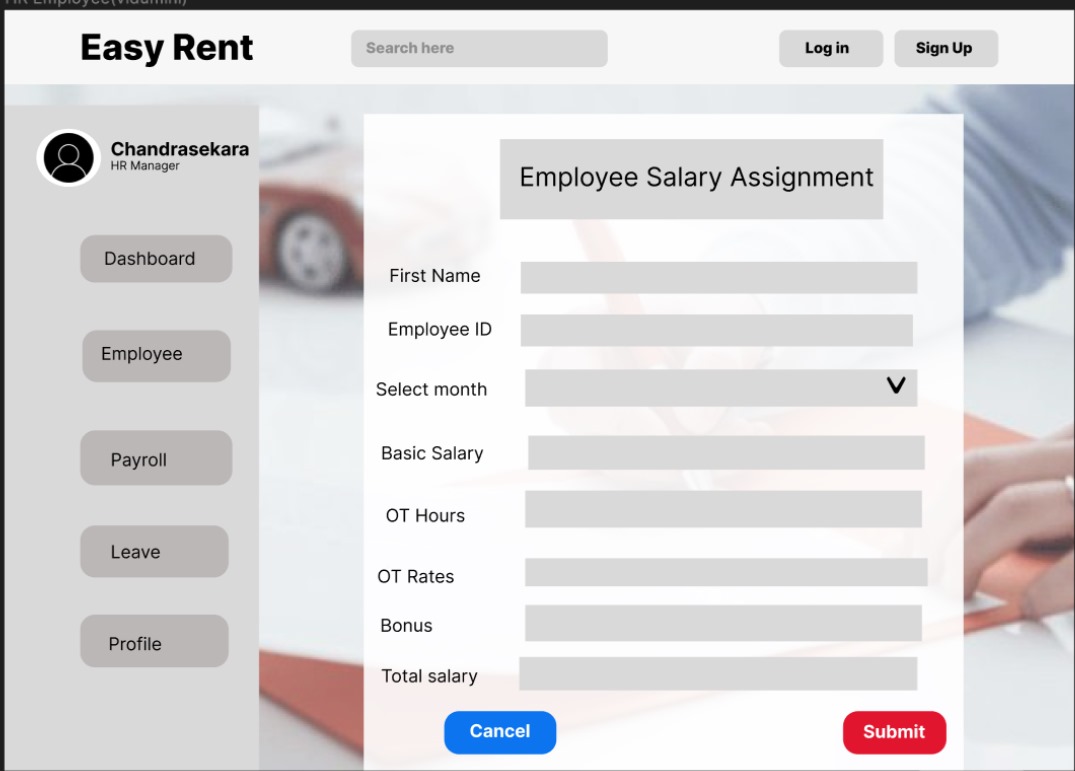 HR Employee(vidumini)
Easy Rent
Search here
Log in
Sign Up
Chandrasekara
HR Manager
Dashboard
Employee
Payroll
Leave
Profile
Employee Salary Assignment
First Name
Employee ID
Select month
Basic Salary
OT Hours
OT Rates
Bonus
Total salary
Cancel
Submit